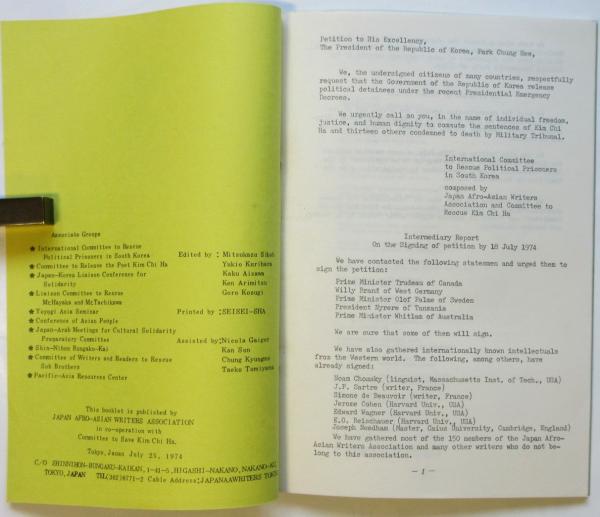 Associate Groups
★ International Committee to Rescue
Political Prisoners in South Korea
★ Committee to Release the Poet Kim Chi Ha
★ Japan-Korea Liaison Conference for
Solidarity
★ Liaison Committee to Rescue
Mr.Hayaka and Mr.Tachikawa
★ Yoyogi Asia Seminar
★ Conference of Asian People
★ Japan-Arab Meetings for Cultural Solidarity
Preparatory Committee
★ Shin-Nihon Bungaku-Kai
★ Committee of Writers and Readers to Rescue
Suh Brothers
★ Pacific-Asia Resources Center
Edited by : Mitsukazu
Yukio Kurihara
Kaku Aizawa
Ken Arimitsu
Goro Kosugi
Printed by : SEISEI-SHA
Assisted by : Nicola Geiger
Kan Sun
Chung Kyungmo
Taeko Tomiyama
This booklet is published by
JAPAN AFRO-ASIAN WRITERS ASSOCIATION
in co-operation with
Committee to Save Kim Chi Ha.
Tokyo, Japan July 25, 1974
C/O SHINNIHON-BUNGAKU-KAIKAN, 1-41-5, HIGASHI-NAKANO, NAKANO-KU,
TOKYO, JAPAN TEL(362)8771-2 Cable Address: JAPANAAWRITERS TOKYO
Petition to His Excellency,
The President of the Republic of Korea, Park Chung Hee,
We, the undersigned citizens of many countries, respectfully
request that the Government of the Republic of Korea release
political detainees under the recent Presidential Emergency
Decrees.
We urgently call on you, in the name of individual freedom,
justice, and human dignity to commute the sentences of Kim Chi
Ha and thirteen others condemned to death by Military Tribunal.
International Committee
to Rescue Political Prisoners
in South Korea
composed by
Japan Afro-Asian Writers
Association and Committee to
Rescue Kim Chi Ha
Intermediary Report
On the Signing of petition by 18 July 1974
We have contacted the following statesmen and urged them to
sign the petition:
Prime Minister Trudeau of Canada
Willy Brand of West Germany
Prime Minister Olof Palme of Sweden
President Nyrere of Tanzania
Prime Minister Whitlam of Australia
We are sure that some of them will sign.
We have also gathered internationally known intellectuals
from the Western world. The following, among others, have
already signed:
Noam Chomsky (linguist, Massachusetts Inst. of Tech., USA)
J.P. Sartre (writer, France)
Simone de Beauvoir (writer, France)
Jerome Cohen (Harvard Univ., USA)
Edward Wagner (Harvard Univ., USA)
E.O. Reischauer (Harvard Univ., USA)
Joseph Needham (Master, Caius University, Cambridge, England)
We have gathered most of the 150 members of the Japan Afro-
Asian Writers Association and many other writers who do not be-
long to this association.
— 1 —